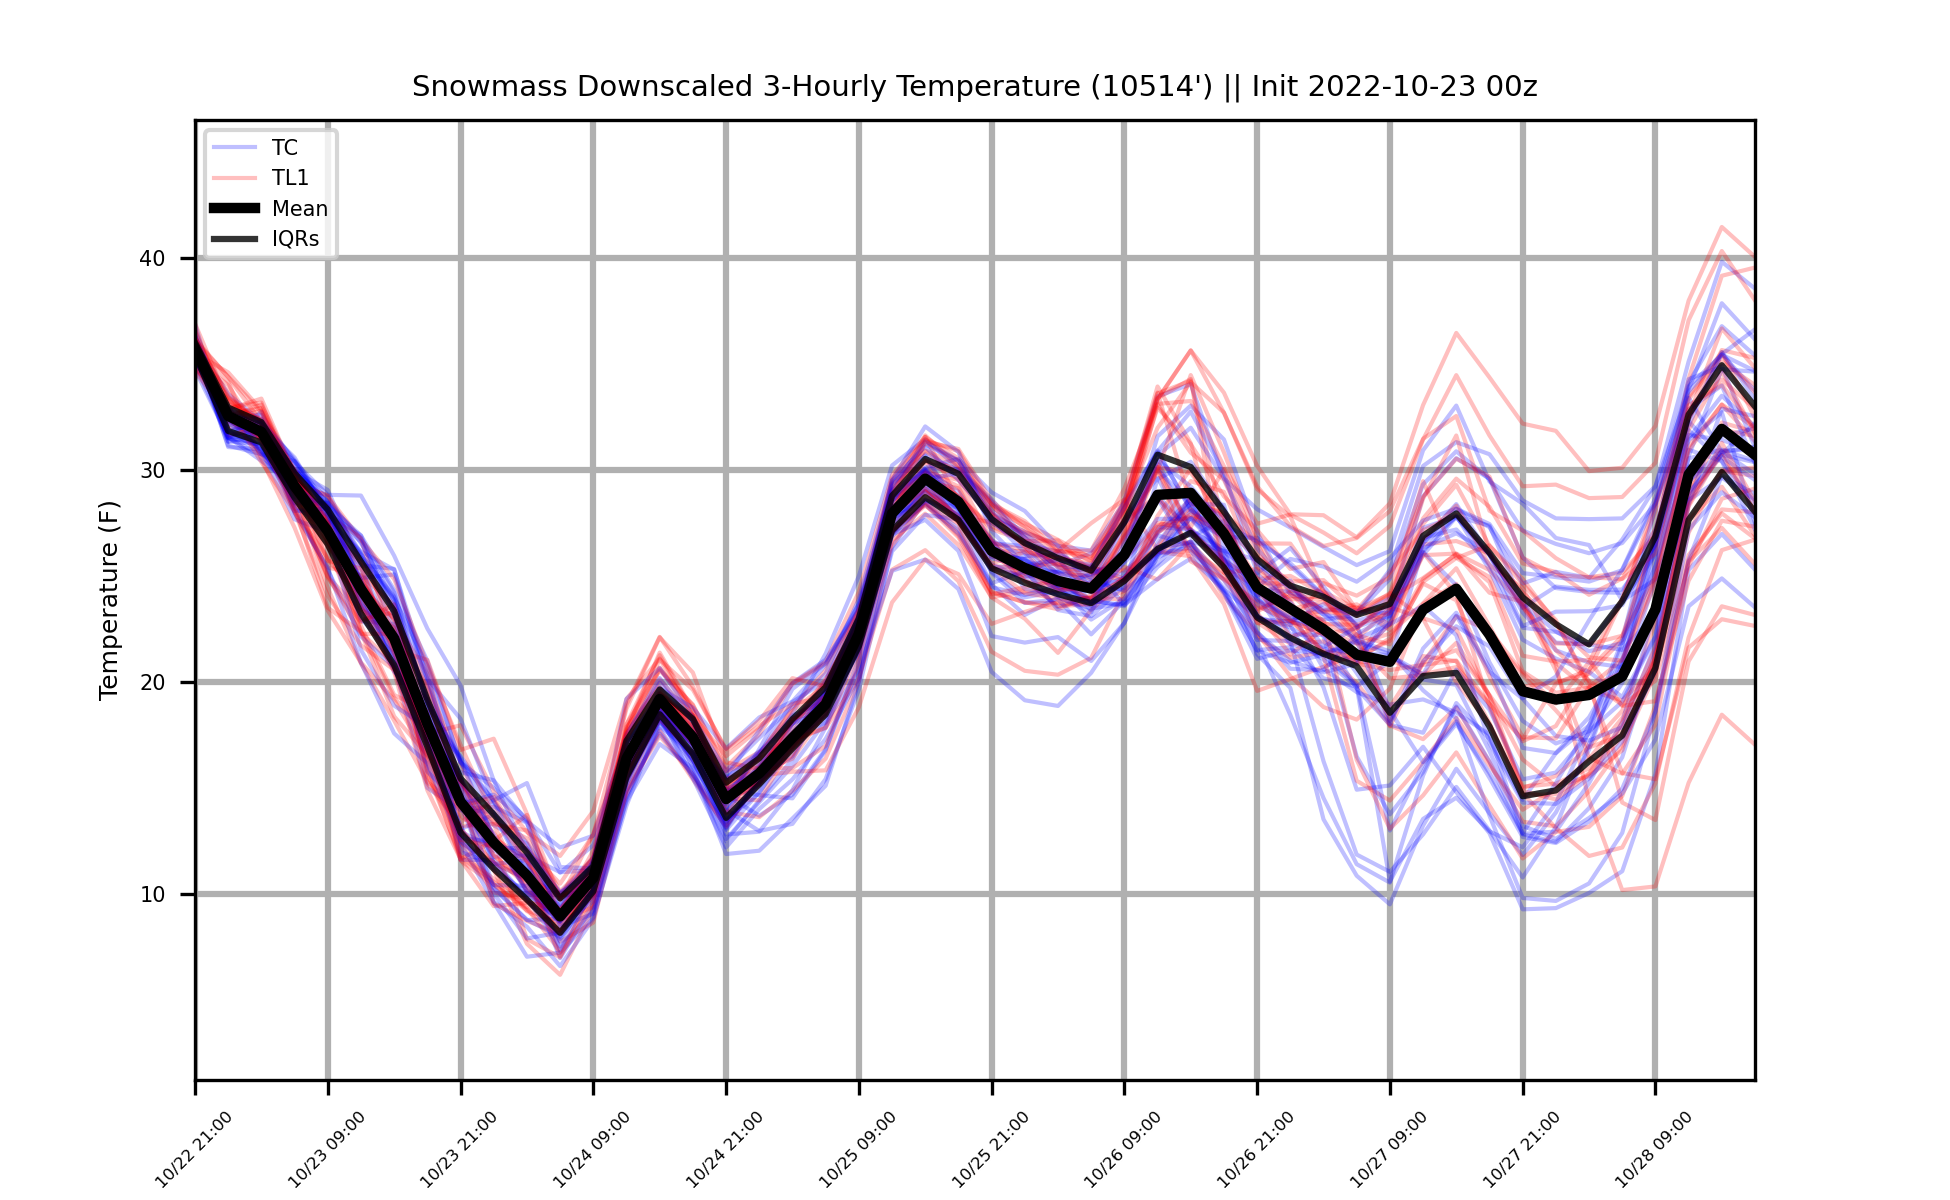 Snowmass Downscaled 3-Hourly Temperature (10514') || Init 2022-10-23 00z
TC
TL1
Mean
IQRs
Temperature (F)
40
30
20
10
10/22 21:00
10/23 09:00
10/23 21:00
10/24 09:00
10/24 21:00
10/25 09:00
10/25 21:00
10/26 09:00
10/26 21:00
10/27 09:00
10/27 21:00
10/28 09:00